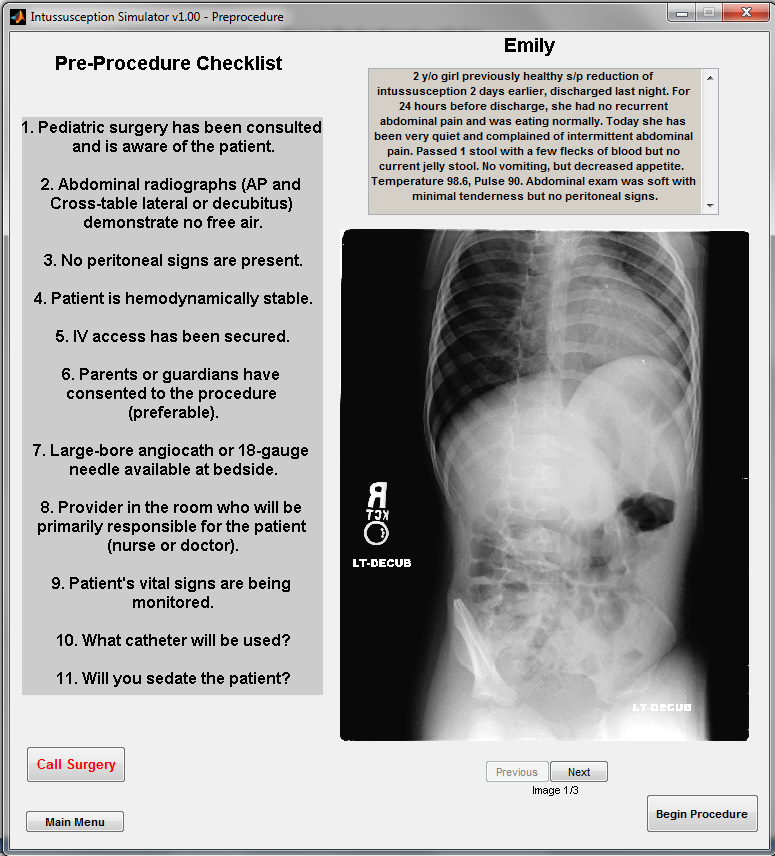 Intussusception Simulator v1.00 - Preprocedure
Pre-Procedure Checklist
1. Pediatric surgery has been consulted
and is aware of the patient.
2. Abdominal radiographs (AP and
Cross-table lateral or decubitus)
demonstrate no free air.
3. No peritoneal signs are present.
4. Patient is hemodynamically stable.
5. IV access has been secured.
6. Parents or guardians have
consented to the procedure
(preferable).
7. Large-bore angiocath or 18-gauge
needle available at bedside.
8. Provider in the room who will be
primarily responsible for the patient
(nurse or doctor).
9. Patient's vital signs are being
monitored.
10. What catheter will be used?
11. Will you sedate the patient?
Call Surgery
Main Menu
Emily
2 y/o girl previously healthy s/p reduction of
intussusception 2 days earlier, discharged last night. For
24 hours before discharge, she had no recurrent
abdominal pain and was eating normally. Today she has
been very quiet and complained of intermittent abdominal
pain. Passed 1 stool with a few flecks of blood but no
current jelly stool. No vomiting, but decreased appetite.
Temperature 98.6, Pulse 90. Abdominal exam was soft with
minimal tenderness but no peritoneal signs.
R
KCT
LT-DECUB
LT-DECUB
Previous
Next
Image 1/3
Begin Procedure